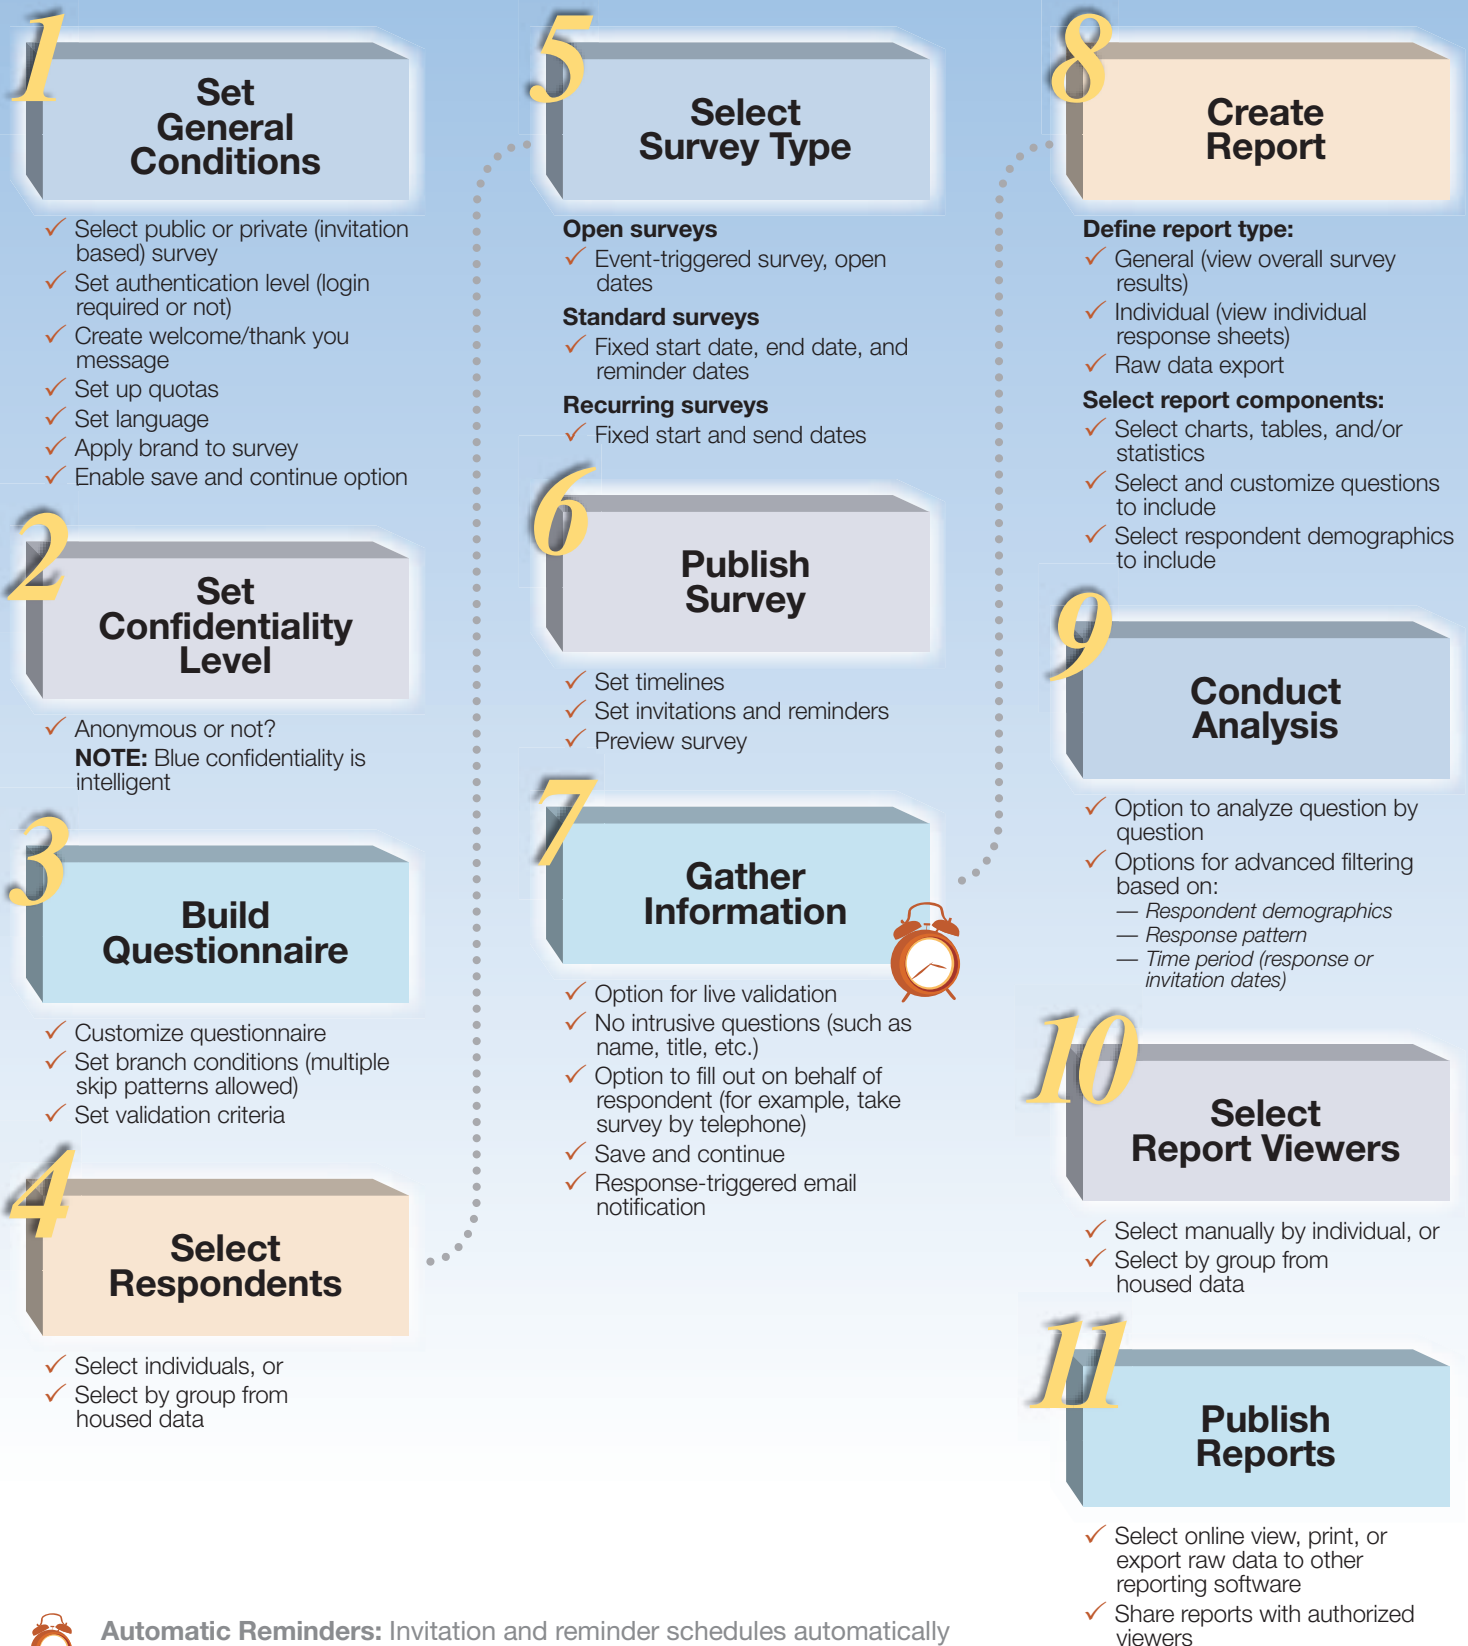 1
Set
General
Conditions
✓ Select public or private (invitation
based) survey
✓ Set authentication level (login
required or not)
✓ Create welcome/thank you
message
✓ Set up quotas
✓ Set language
✓ Apply brand to survey
✓ Enable save and continue option
2
Set
Confidentiality
Level
✓ Anonymous or not?
NOTE: Blue confidentiality is
intelligent
3
Build
Questionnaire
✓ Customize questionnaire
✓ Set branch conditions (multiple
skip patterns allowed)
✓ Set validation criteria
4
Select
Respondents
✓ Select individuals, or
✓ Select by group from
housed data
5
Select
Survey Type
Open surveys
✓ Event-triggered survey, open
dates
Standard surveys
✓ Fixed start date, end date, and
reminder dates
Recurring surveys
✓ Fixed start and send dates
6
Publish
Survey
✓ Set timelines
✓ Set invitations and reminders
✓ Preview survey
7
Gather
Information
✓ Option for live validation
✓ No intrusive questions (such as
name, title, etc.)
✓ Option to fill out on behalf of
respondent (for example, take
survey by telephone)
✓ Save and continue
✓ Response-triggered email
notification
8
Create
Report
Define report type:
✓ General (view overall survey
results)
✓ Individual (view individual
response sheets)
✓ Raw data export
Select report components:
✓ Select charts, tables, and/or
statistics
✓ Select and customize questions
to include
✓ Select respondent demographics
to include
9
Conduct
Analysis
✓ Option to analyze question by
question
✓ Options for advanced filtering
based on:
— Respondent demographics
— Response pattern
— Time period (response or
invitation dates)
10
Select
Report Viewers
✓ Select manually by individual, or
✓ Select by group from
housed data
11
Publish
Reports
✓ Select online view, print, or
export raw data to other
reporting software
✓ Share reports with authorized
viewers
Automatic Reminders: Invitation and reminder schedules automatically